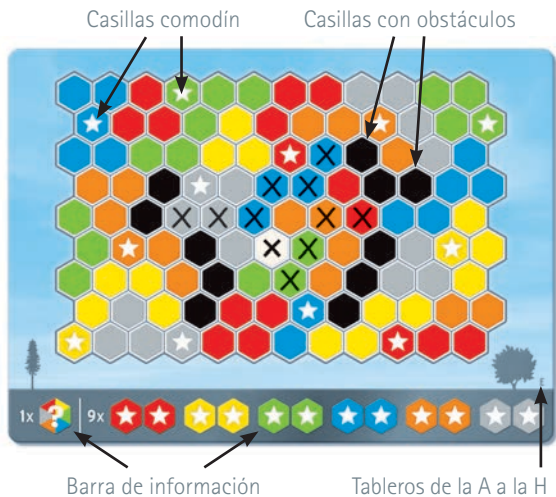 Casillas comodín
Casillas con obstáculos
1x ? 9x
Barra de información
Tableros de la A a la H